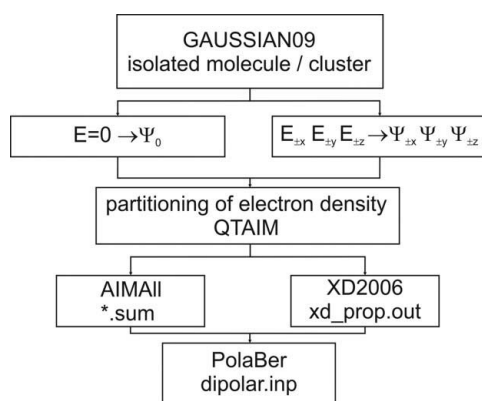 GAUSSIAN09
isolated molecule / cluster
E=0 →Ψ₀
E±x E±y E±z→Ψ±x Ψ±y Ψ±z
partitioning of electron density
QTAIM
AIMAll
*.sum
XD2006
xd_prop.out
PolaBer
dipolar.inp